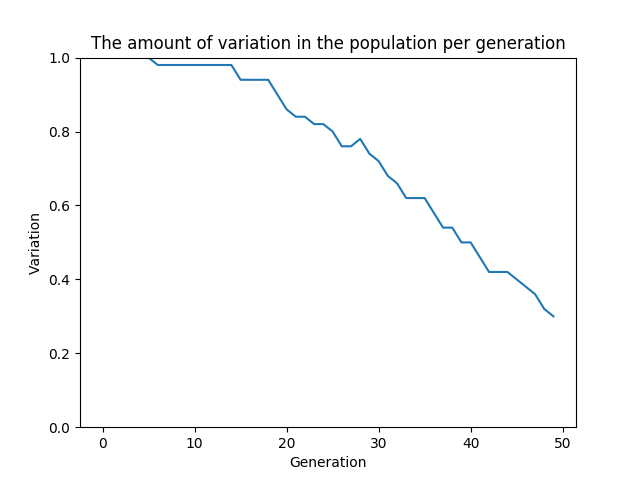 The amount of variation in the population per generation
1.0
0.8
0.6
0.4
0.2
0.0
Variation
0 10 20 30 40 50
Generation